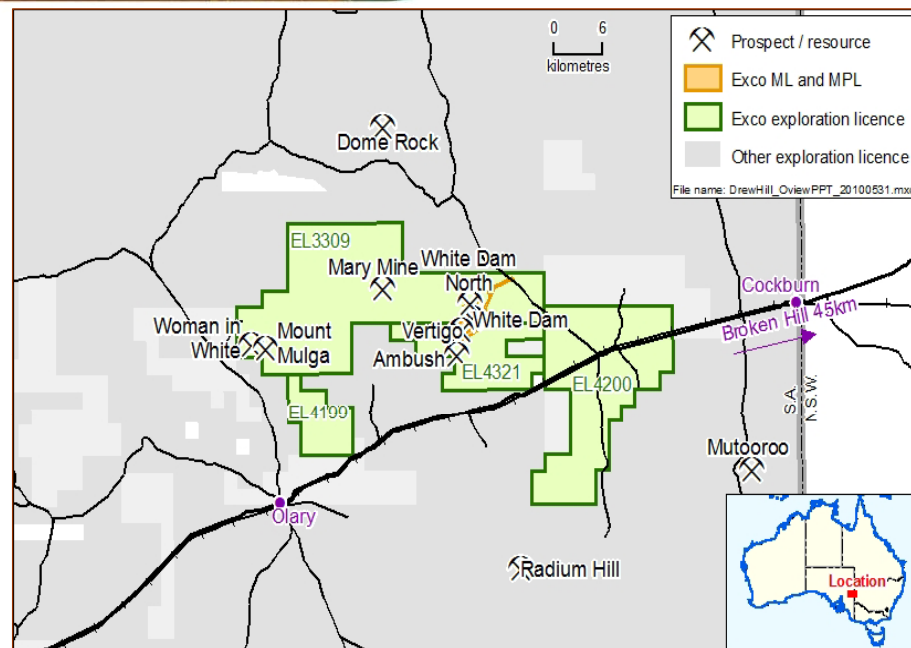 0 6
kilometres
Prospect / resource
Exco ML and MPL
Exco exploration licence
Other exploration licence
File name: DrewHill_OviewPPT_20100531.mxd
Dome Rock
EL3309
Mary Mine
White Dam
North
Vertigo
White Dam
Ambush
EL4321
Woman in
White
Mount
Mulga
EL4199
EL4200
Cockburn
Broken Hill 45km
S.A.
N.S.W.
Mutooroo
Olary
Radium Hill
Location